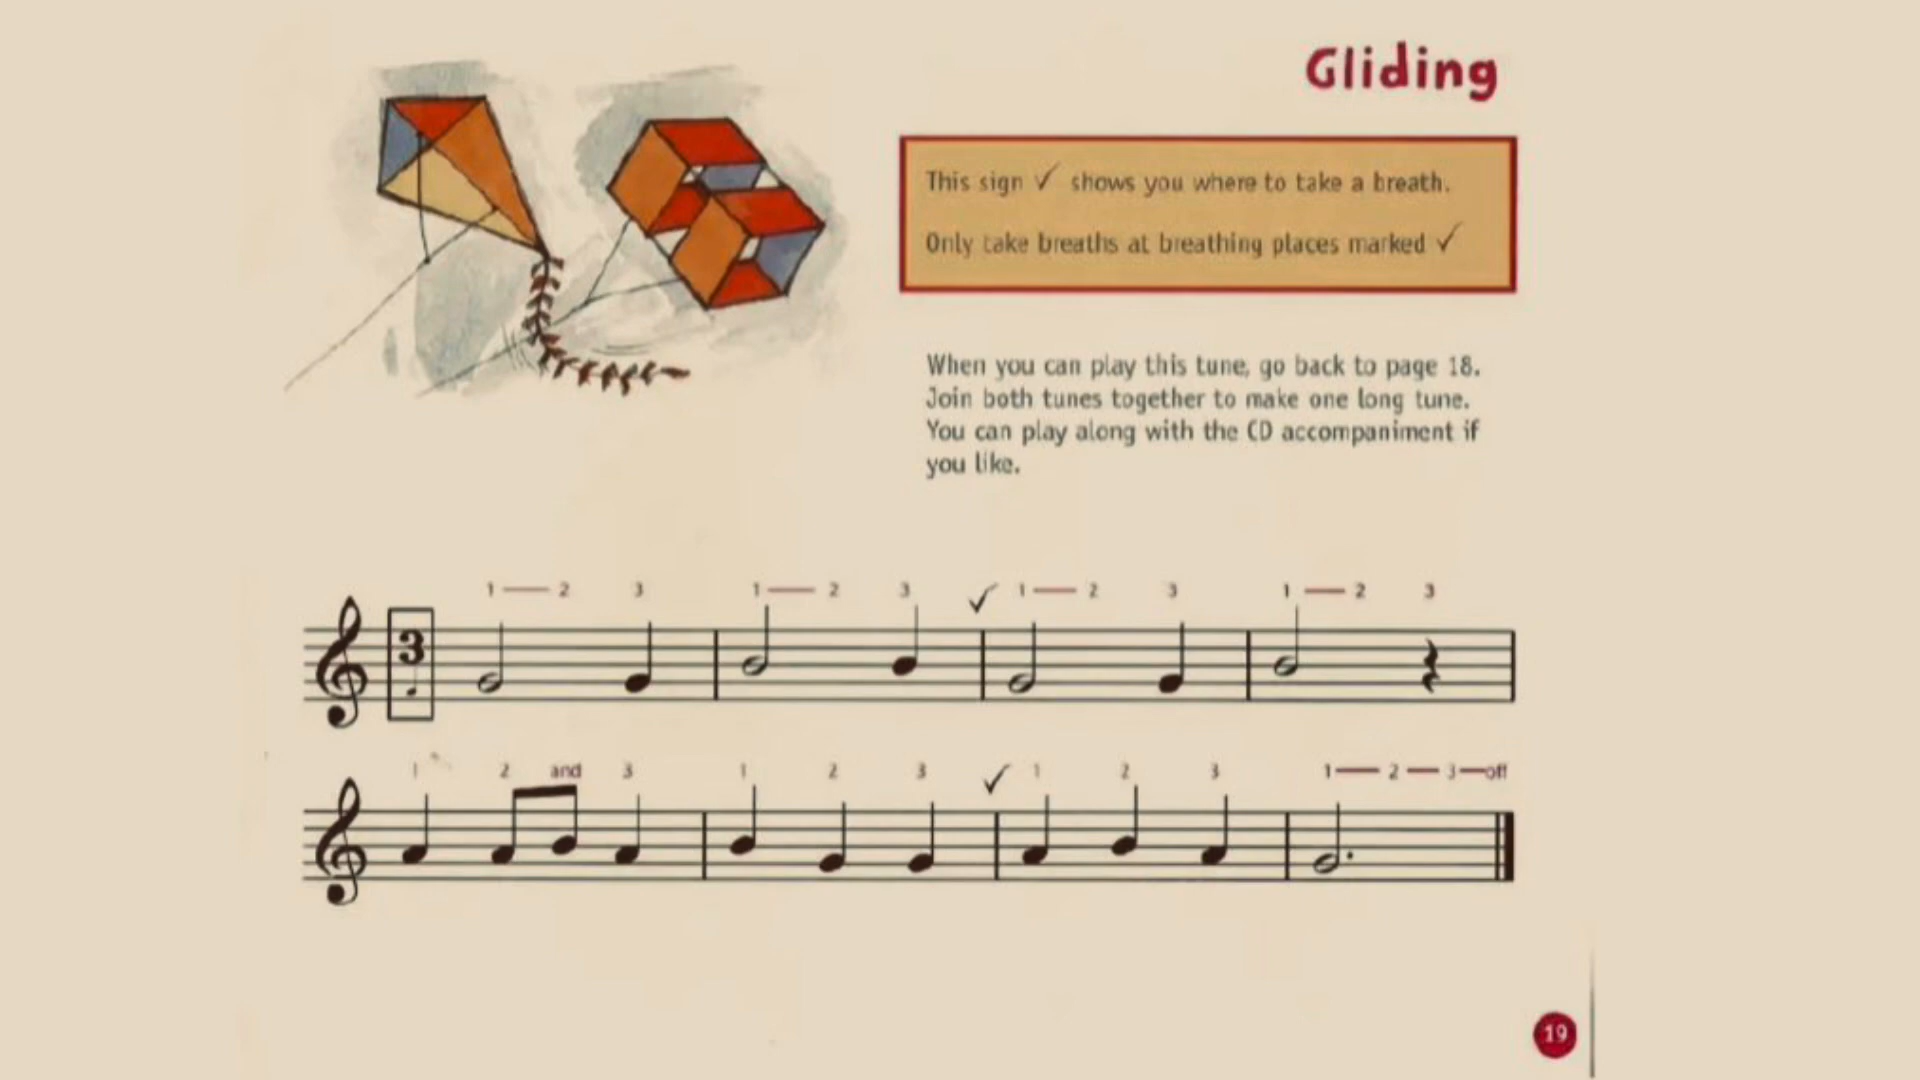 Gliding
This sign ✓ shows you where to take a breath.
Only take breaths at breathing places marked ✓
When you can play this tune, go back to page 18.
Join both tunes together to make one long tune.
You can play along with the CD accompaniment if
you like.
1 — 2 3 1 — 2 3 ✓ 1 — 2 3 1 — 2 3
3
1 2 and 3 1 2 3 ✓ 1 2 3 1 — 2 — 3 — off
19